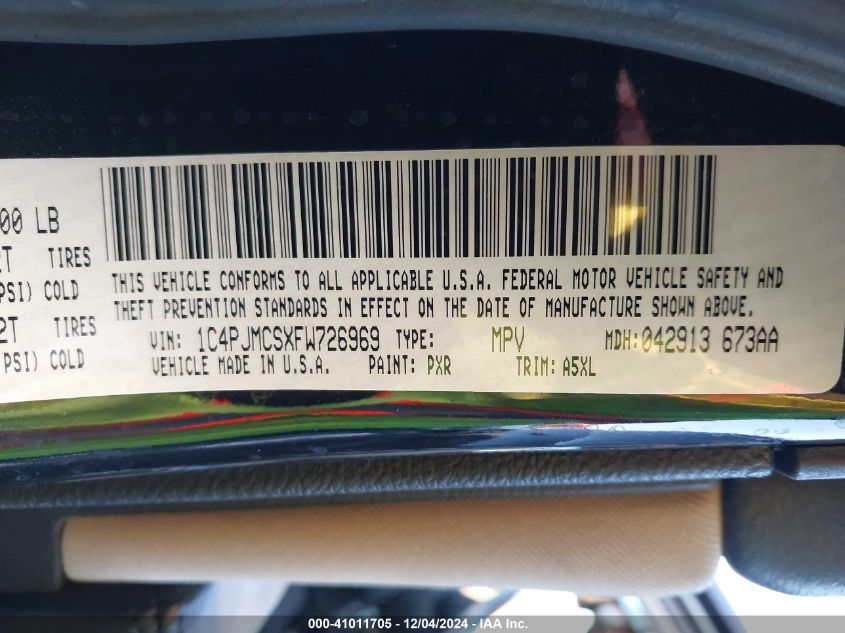 00 LB
TIRES
PSI) COLD
2T TIRES
PSI) COLD
THIS VEHICLE CONFORMS TO ALL APPLICABLE U.S.A. FEDERAL MOTOR VEHICLE SAFETY AND
THEFT PREVENTION STANDARDS IN EFFECT ON THE DATE OF MANUFACTURE SHOWN ABOVE.
VIN: 1C4PJMCSXFW726969 TYPE: MPV MDH:042913 673AA
VEHICLE MADE IN U.S.A. PAINT: PXR TRIM: A5XL
000-41011705 - 12/04/2024 - IAA Inc.